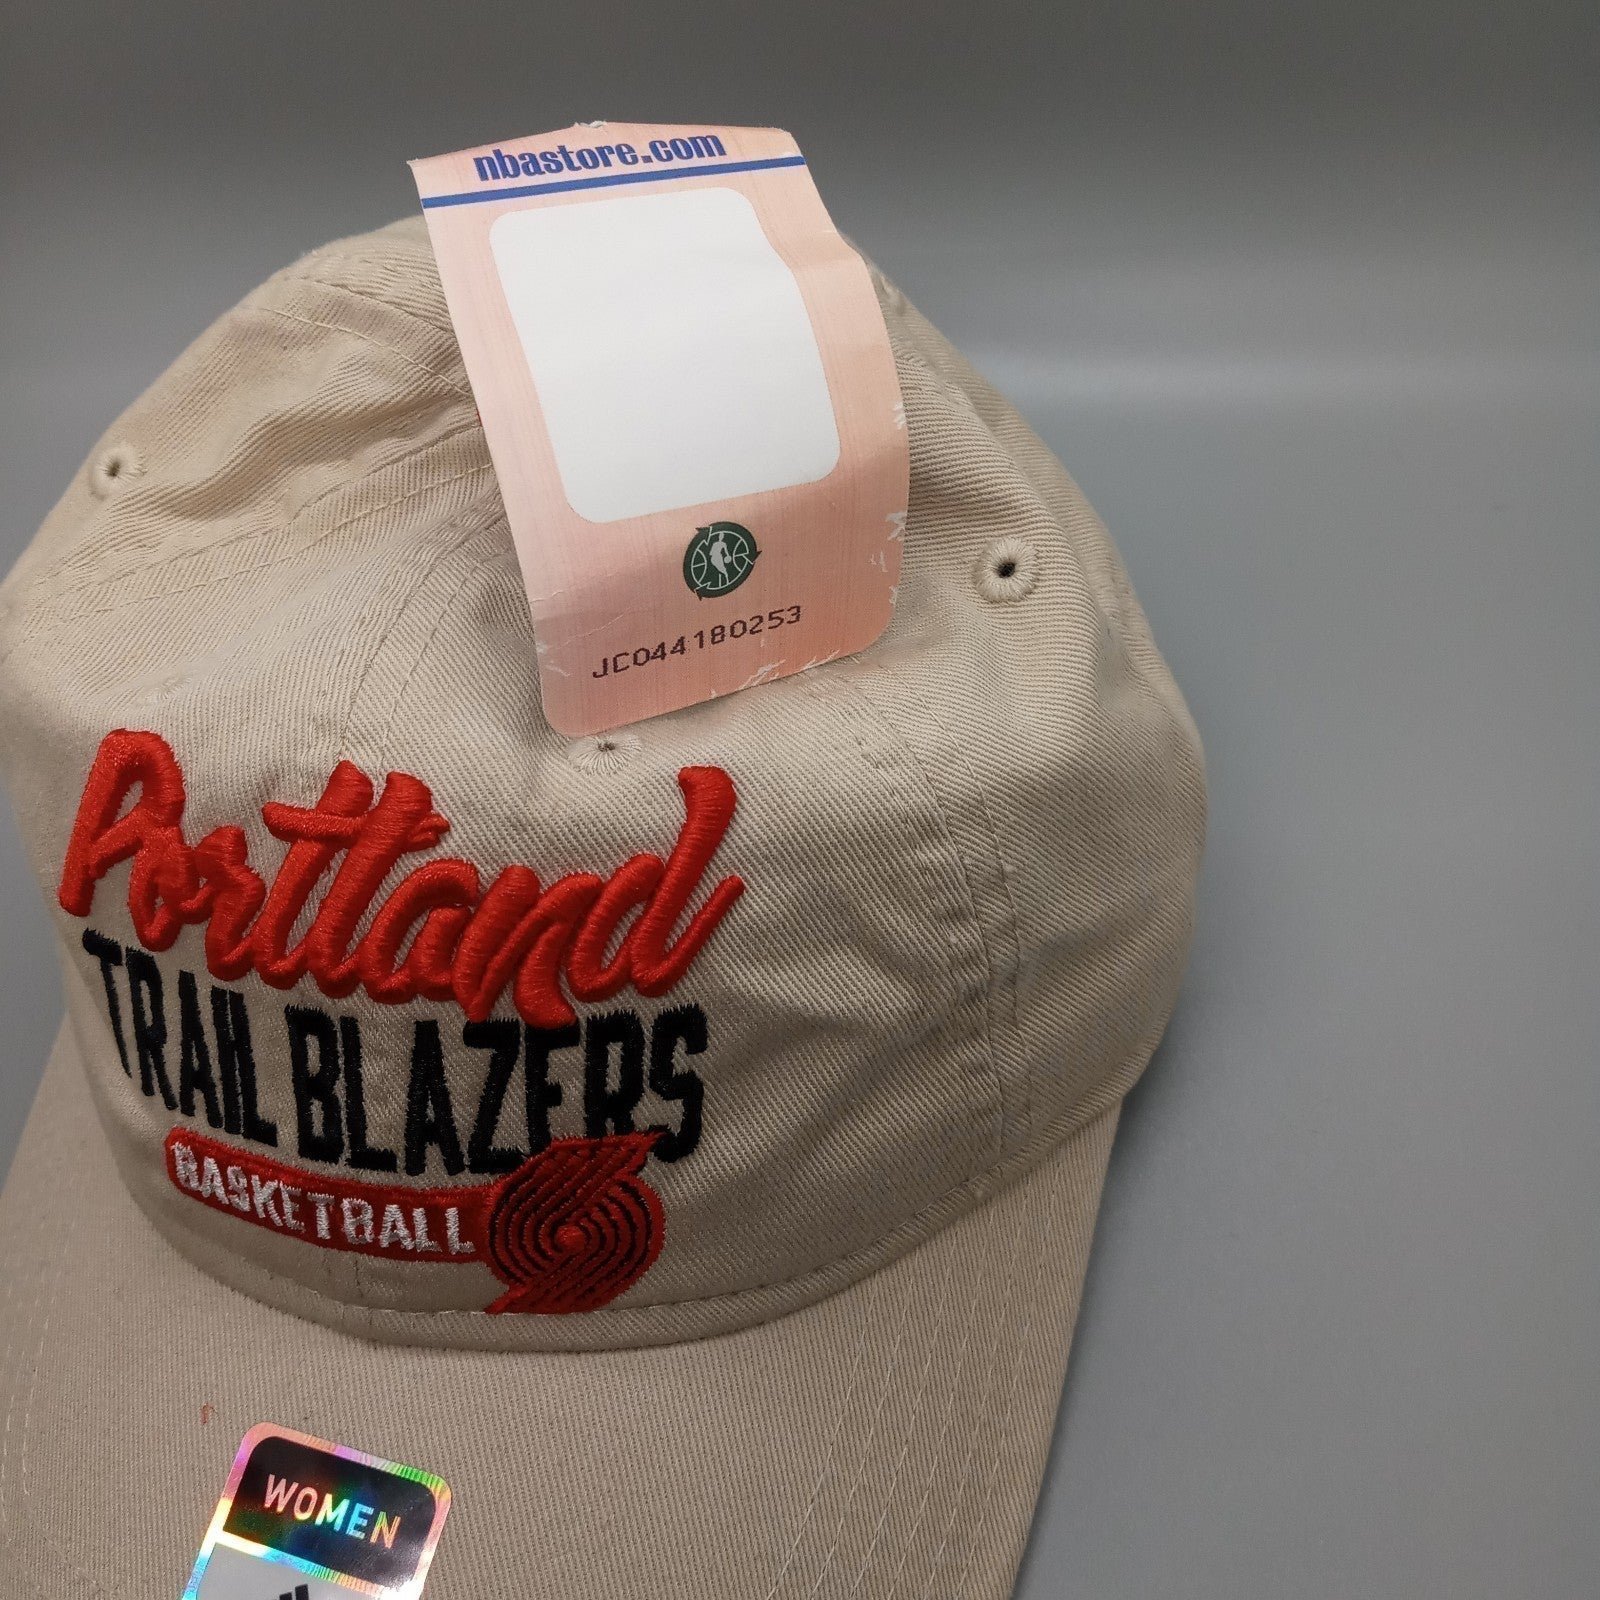 nbastore.com
JC044180253
Portland
TRAIL BLAZERS
BASKETBALL
WOMEN